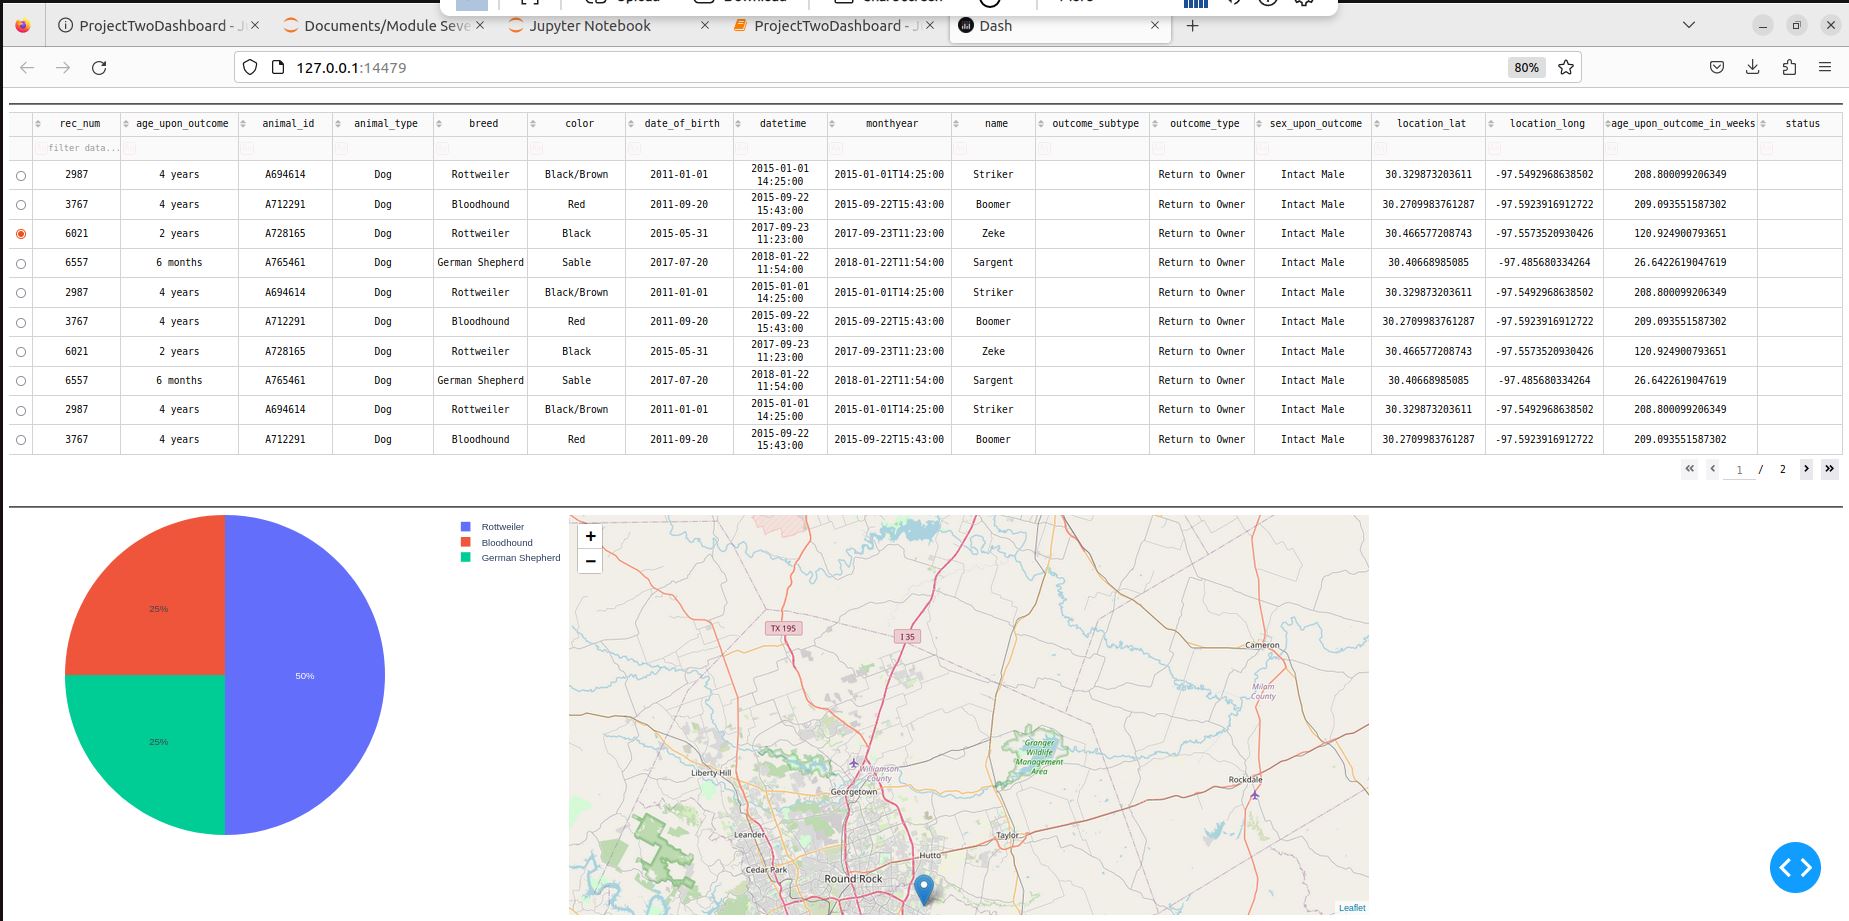 Upload Download Share Screen More
ProjectTwoDashboard - Ju Documents/Module Seve Jupyter Notebook ProjectTwoDashboard - Ju Dash
127.0.0.1:14479 80%
rec_num age_upon_outcome animal_id animal_type breed color date_of_birth datetime monthyear name outcome_subtype outcome_type sex_upon_outcome location_lat location_long age_upon_outcome_in_weeks status
filter data...
2987 4 years A694614 Dog Rottweiler Black/Brown 2011-01-01 2015-01-01 14:25:00 2015-01-01T14:25:00 Striker Return to Owner Intact Male 30.329873203611 -97.5492968638502 208.800099206349
3767 4 years A712291 Dog Bloodhound Red 2011-09-20 2015-09-22 15:43:00 2015-09-22T15:43:00 Boomer Return to Owner Intact Male 30.2709983761287 -97.5923916912722 209.093551587302
6021 2 years A728165 Dog Rottweiler Black 2015-05-31 2017-09-23 11:23:00 2017-09-23T11:23:00 Zeke Return to Owner Intact Male 30.466577208743 -97.5573520930426 120.924900793651
6557 6 months A765461 Dog German Shepherd Sable 2017-07-20 2018-01-22 11:54:00 2018-01-22T11:54:00 Sargent Return to Owner Intact Male 30.40668985085 -97.485680334264 26.6422619047619
2987 4 years A694614 Dog Rottweiler Black/Brown 2011-01-01 2015-01-01 14:25:00 2015-01-01T14:25:00 Striker Return to Owner Intact Male 30.329873203611 -97.5492968638502 208.800099206349
3767 4 years A712291 Dog Bloodhound Red 2011-09-20 2015-09-22 15:43:00 2015-09-22T15:43:00 Boomer Return to Owner Intact Male 30.2709983761287 -97.5923916912722 209.093551587302
6021 2 years A728165 Dog Rottweiler Black 2015-05-31 2017-09-23 11:23:00 2017-09-23T11:23:00 Zeke Return to Owner Intact Male 30.466577208743 -97.5573520930426 120.924900793651
6557 6 months A765461 Dog German Shepherd Sable 2017-07-20 2018-01-22 11:54:00 2018-01-22T11:54:00 Sargent Return to Owner Intact Male 30.40668985085 -97.485680334264 26.6422619047619
2987 4 years A694614 Dog Rottweiler Black/Brown 2011-01-01 2015-01-01 14:25:00 2015-01-01T14:25:00 Striker Return to Owner Intact Male 30.329873203611 -97.5492968638502 208.800099206349
3767 4 years A712291 Dog Bloodhound Red 2011-09-20 2015-09-22 15:43:00 2015-09-22T15:43:00 Boomer Return to Owner Intact Male 30.2709983761287 -97.5923916912722 209.093551587302
1 / 2
Rottweiler
Bloodhound
German Shepherd
25%
50%
25%
+
−
TX 195
I 35
Cameron
Milam County
Granger Wildlife Management Area
Liberty Hill
Williamson County
Georgetown
Rockdale
Leander
Taylor
Hutto
Cedar Park
Round Rock
Leaflet